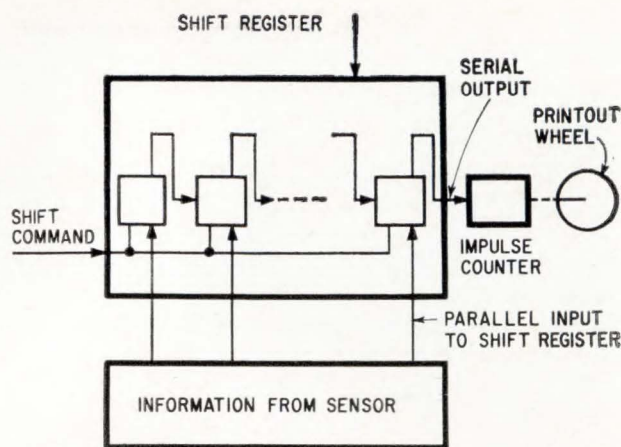 SHIFT REGISTER
SERIAL
OUTPUT
PRINTOUT
WHEEL
SHIFT
COMMAND
IMPULSE
COUNTER
PARALLEL INPUT
TO SHIFT REGISTER
INFORMATION FROM SENSOR